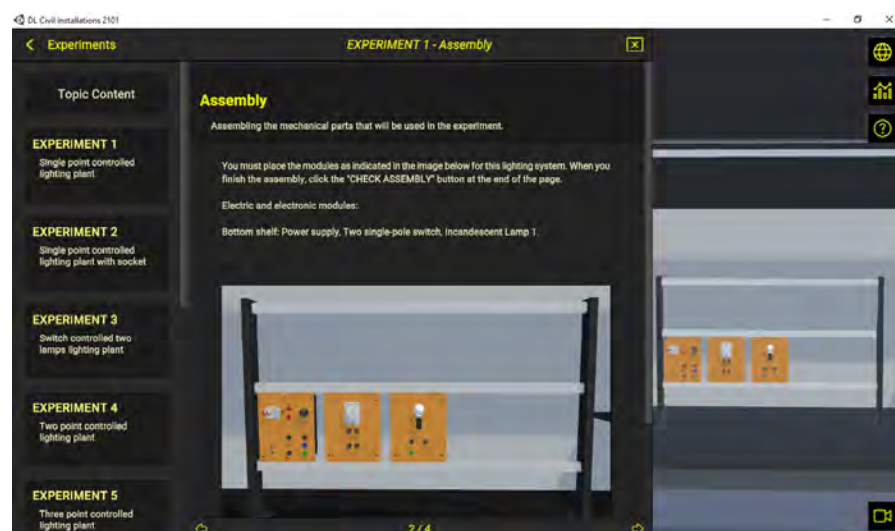 DL Civil Installations 2101
Experiments
EXPERIMENT 1 - Assembly
Topic Content
EXPERIMENT 1
Single point controlled
lighting plant
EXPERIMENT 2
Single point controlled
lighting plant with socket
EXPERIMENT 3
Switch controlled two
lamps lighting plant
EXPERIMENT 4
Two point controlled
lighting plant
EXPERIMENT 5
Three point controlled
lighting plant
Assembly
Assembling the mechanical parts that will be used in the experiment.
You must place the modules as indicated in the image below for this lighting system. When you
finish the assembly, click the "CHECK ASSEMBLY" button at the end of the page.
Electric and electronic modules:
Bottom shelf: Power supply, Two single-pole switch, Incandescent Lamp 1.
2 / 4